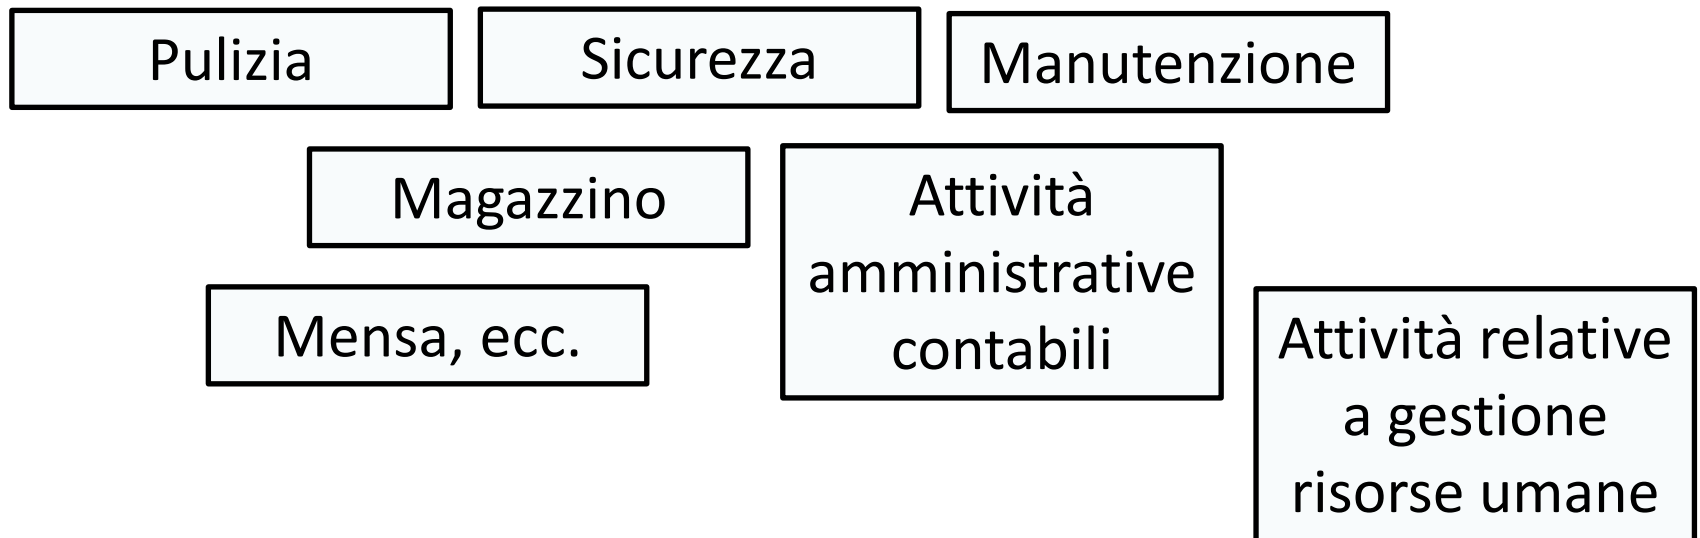 Pulizia
Sicurezza
Manutenzione
Magazzino
Attività
amministrative
contabili
Mensa, ecc.
Attività relative
a gestione
risorse umane